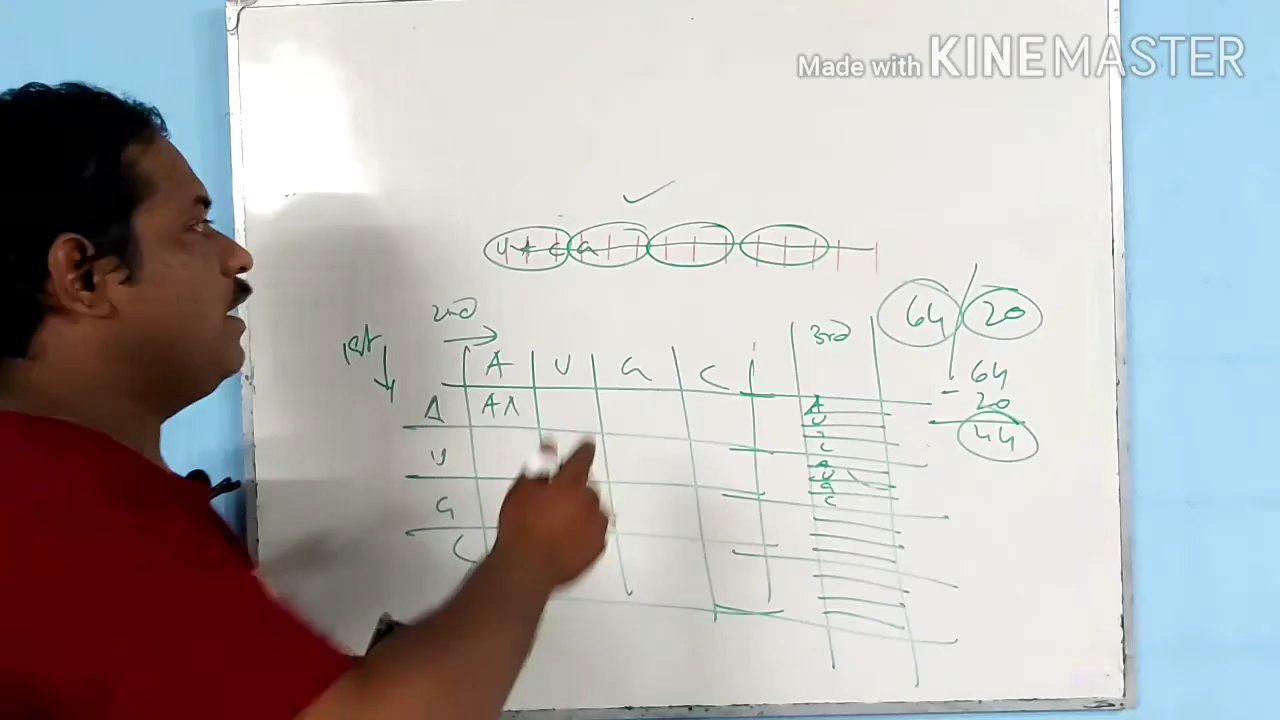 Made with KINEMASTER
U A C G
64 / 20
2nd
1st
3rd
A U G C
64
- 20
44
A AA
U
G
C
A
U
G
C
A
U
G
C